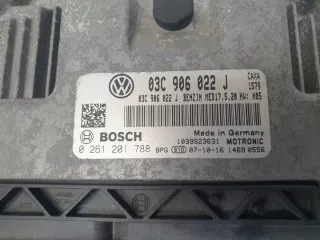 03C 906 022 J CAXA
1579
03C 906 022 J BENZIN MED17.5.20 HW: H05
BOSCH
Made in Germany
1039S23631 MOTRONIC
0 261 201 788 BPG 07-10-16 1469 0556